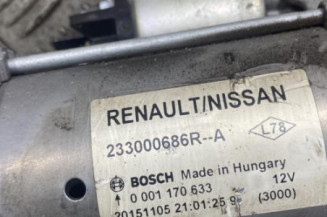 RENAULT/NISSAN
233000686R--A
L78
BOSCH Made in Hungary
0 001 170 633 12V
20151105 21:01:25 (3000)